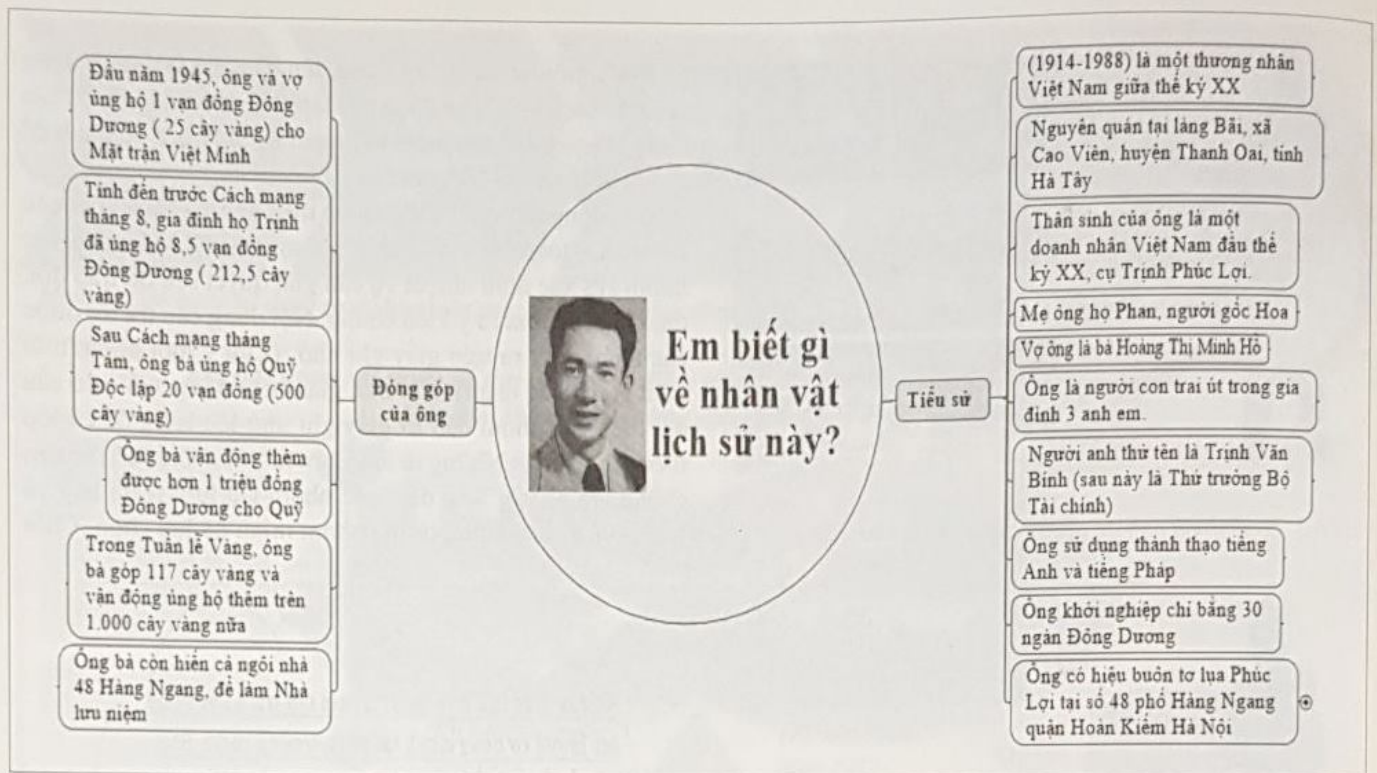 Em biết gì
về nhân vật
lịch sử này?
Đóng góp
của ông
Đầu năm 1945, ông và vợ
ủng hộ 1 vạn đồng Đông
Dương ( 25 cây vàng) cho
Mặt trận Việt Minh
Tính đến trước Cách mạng
tháng 8, gia đình họ Trịnh
đã ủng hộ 8,5 vạn đồng
Đông Dương ( 212,5 cây
vàng)
Sau Cách mạng tháng
Tám, ông bà ủng hộ Quỹ
Độc lập 20 vạn đồng (500
cây vàng)
Ông bà vận động thêm
được hơn 1 triệu đồng
Đông Dương cho Quỹ
Trong Tuần lễ Vàng, ông
bà góp 117 cây vàng và
vận động ủng hộ thêm trên
1.000 cây vàng nữa
Ông bà còn hiến cả ngôi nhà
48 Hàng Ngang, để làm Nhà
lưu niệm
Tiểu sử
(1914-1988) là một thương nhân
Việt Nam giữa thế kỷ XX
Nguyên quán tại làng Bãi, xã
Cao Viên, huyện Thanh Oai, tỉnh
Hà Tây
Thân sinh của ông là một
doanh nhân Việt Nam đầu thế
kỷ XX, cụ Trịnh Phúc Lợi.
Mẹ ông họ Phan, người gốc Hoa
Vợ ông là bà Hoàng Thị Minh Hồ
Ông là người con trai út trong gia
đình 3 anh em.
Người anh thứ tên là Trịnh Văn
Bính (sau này là Thứ trưởng Bộ
Tài chính)
Ông sử dụng thành thạo tiếng
Anh và tiếng Pháp
Ông khởi nghiệp chỉ bằng 30
ngàn Đông Dương
Ông có hiệu buôn tơ lụa Phúc
Lợi tại số 48 phố Hàng Ngang
quận Hoàn Kiếm Hà Nội